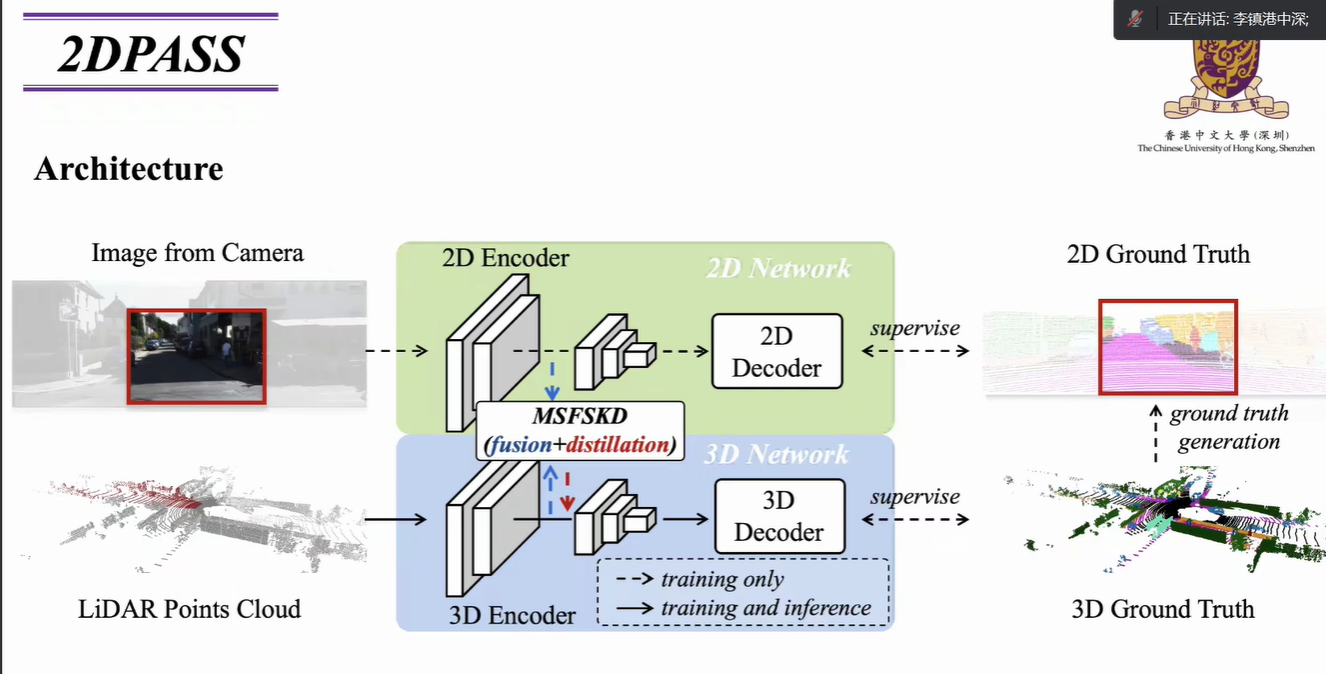 正在讲话: 李镇港中深;
2DPASS
香港中文大學(深圳)
The Chinese University of Hong Kong, Shenzhen
Architecture
Image from Camera
2D Encoder
2D Network
2D Ground Truth
2D
Decoder
supervise
MSFSKD
(fusion+distillation)
ground truth
generation
3D Network
3D
Decoder
supervise
training only
training and inference
LiDAR Points Cloud
3D Encoder
3D Ground Truth